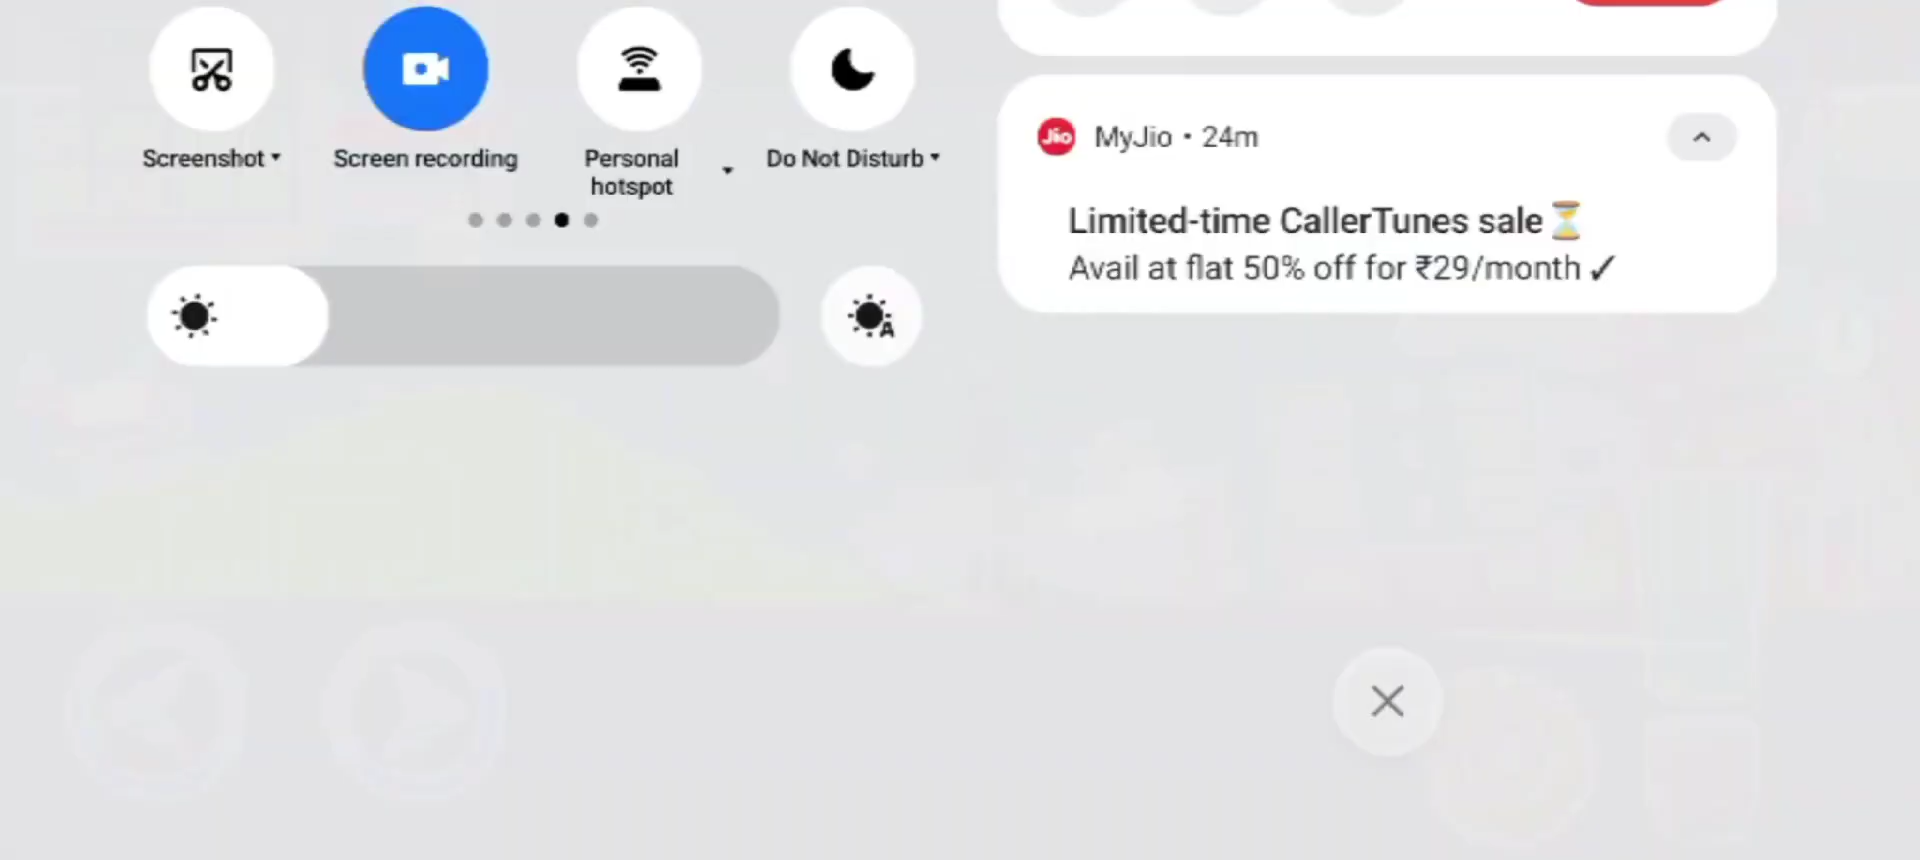 Screenshot
Screen recording
Personal
hotspot
Do Not Disturb
A
Jio MyJio • 24m
Limited-time CallerTunes sale⏳
Avail at flat 50% off for ₹29/month ✓